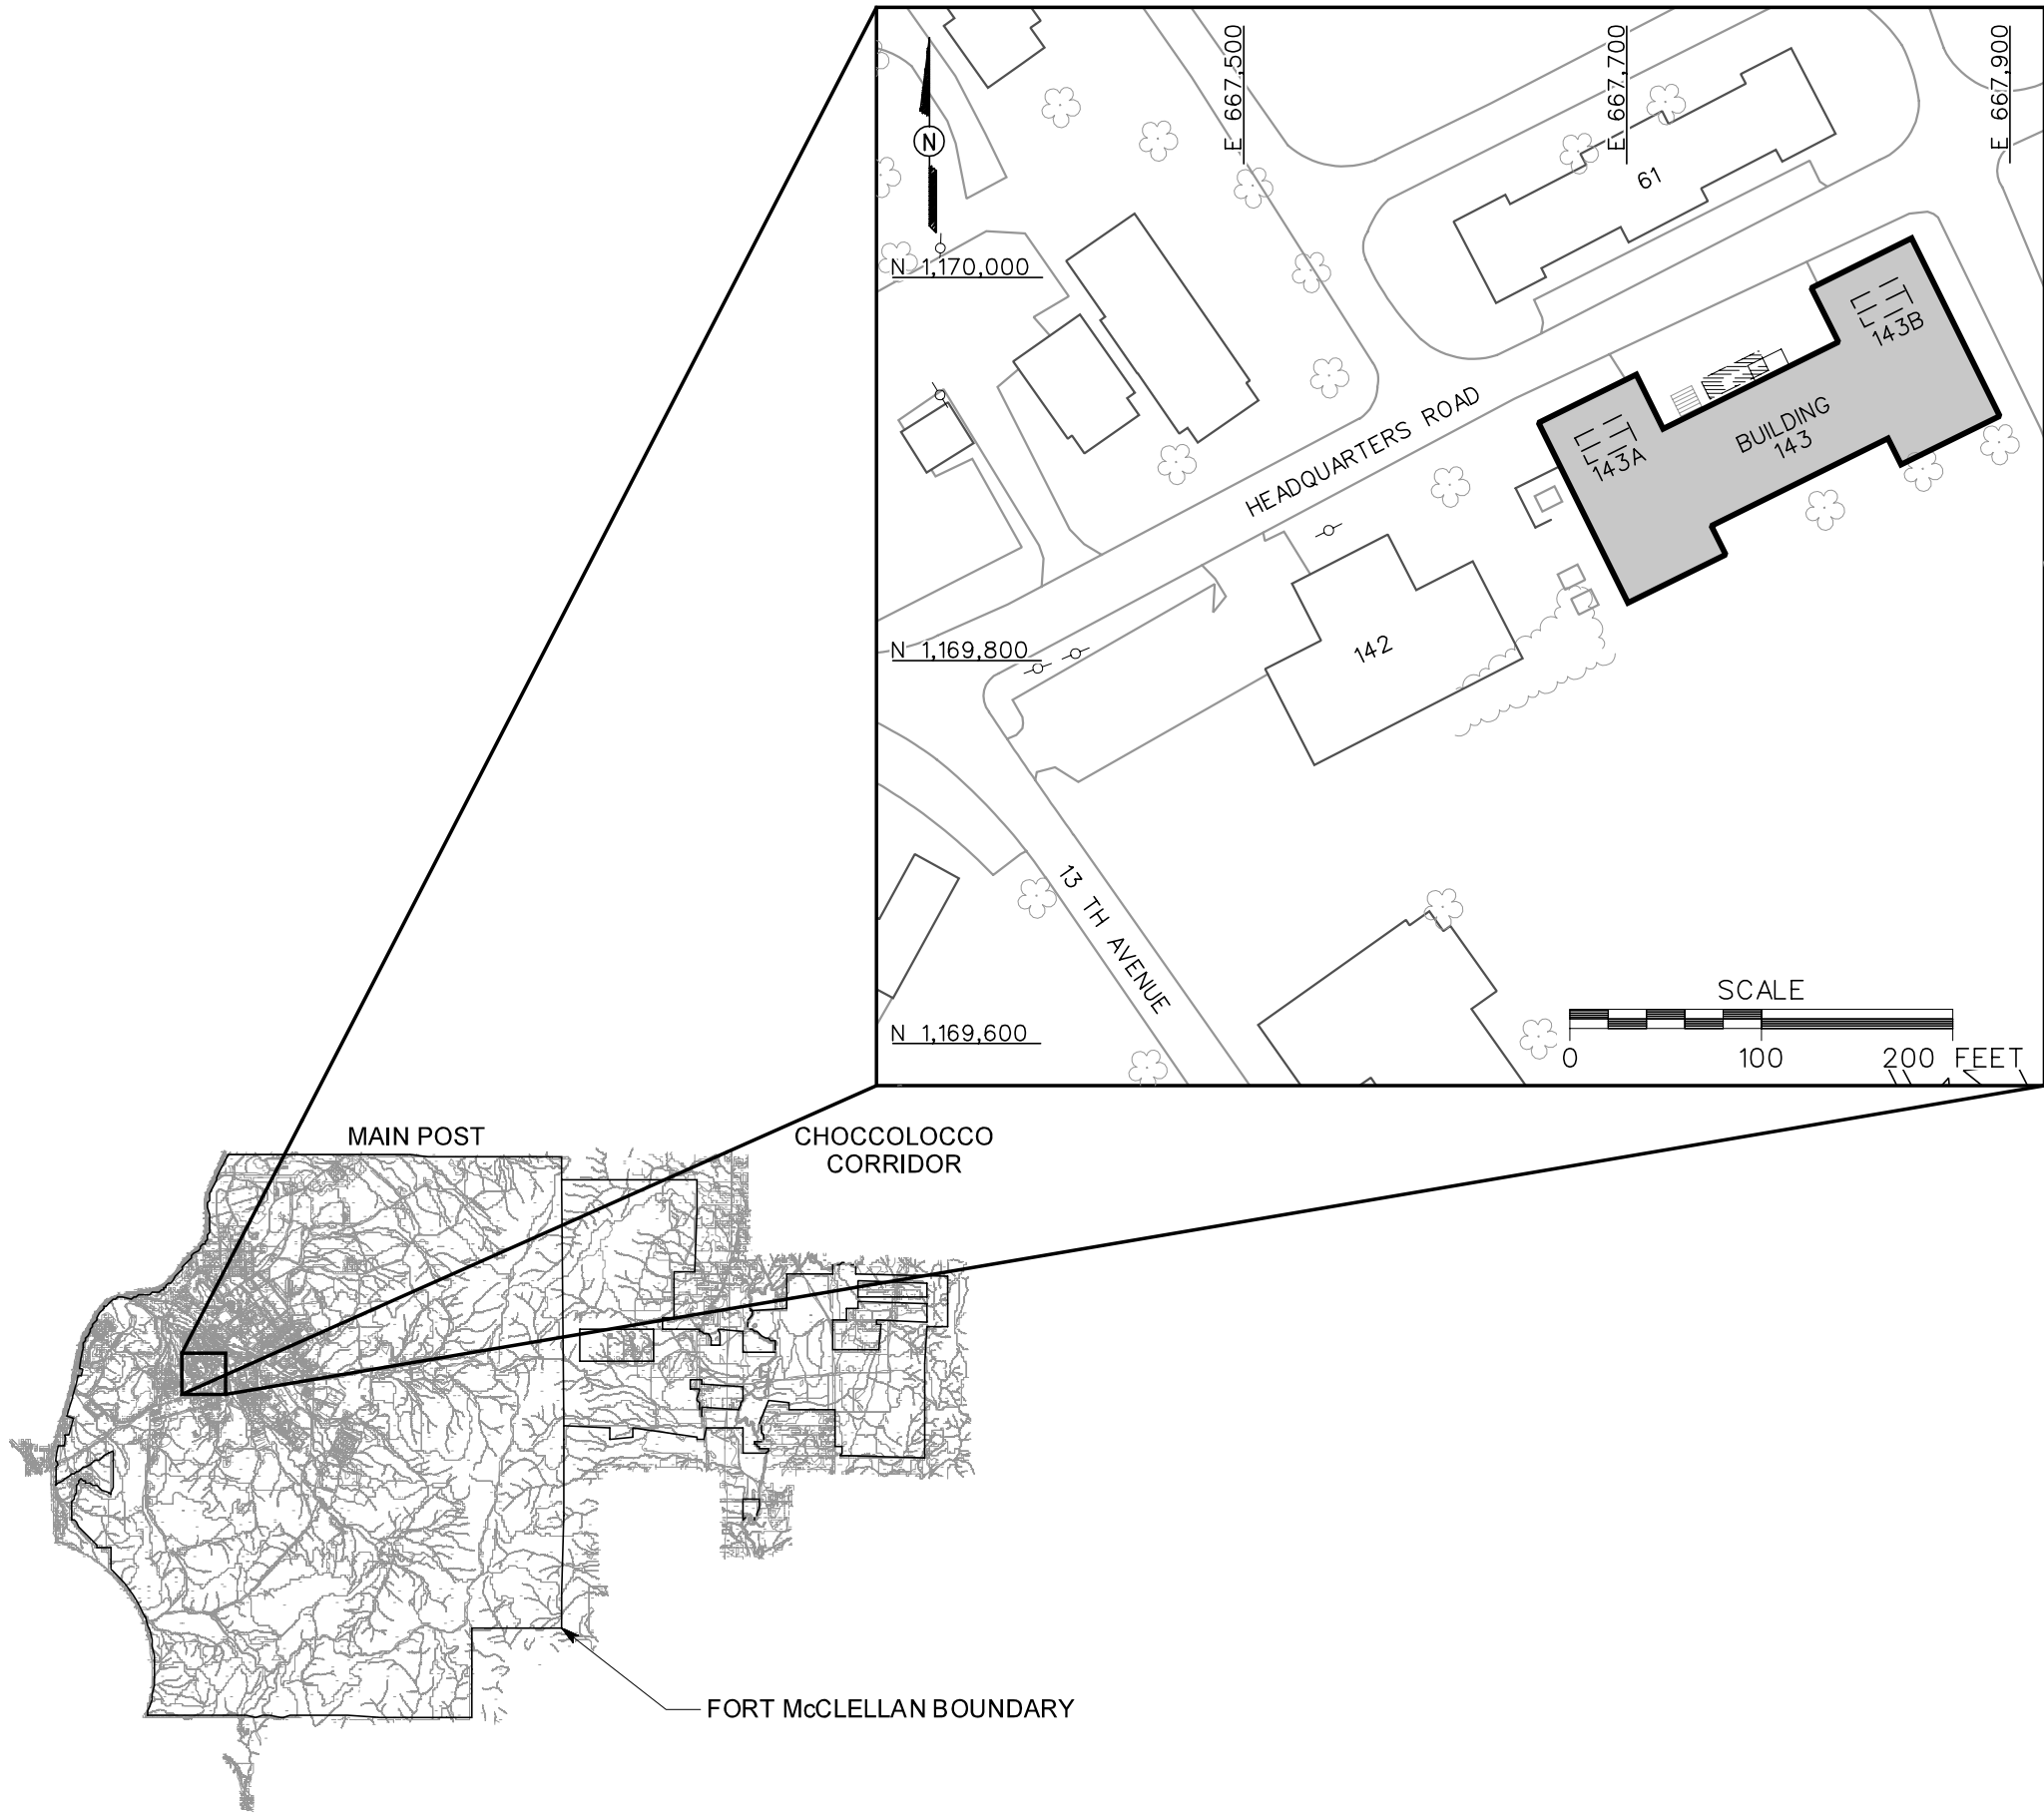 E 667,500
E 667,700
E 667,900
N
61
N 1,170,000
143B
HEADQUARTERS ROAD
BUILDING
143
143A
142
N 1,169,800
13 TH AVENUE
SCALE
N 1,169,600
0 100 200 FEET
MAIN POST
CHOCCOLOCCO
CORRIDOR
FORT McCLELLAN BOUNDARY